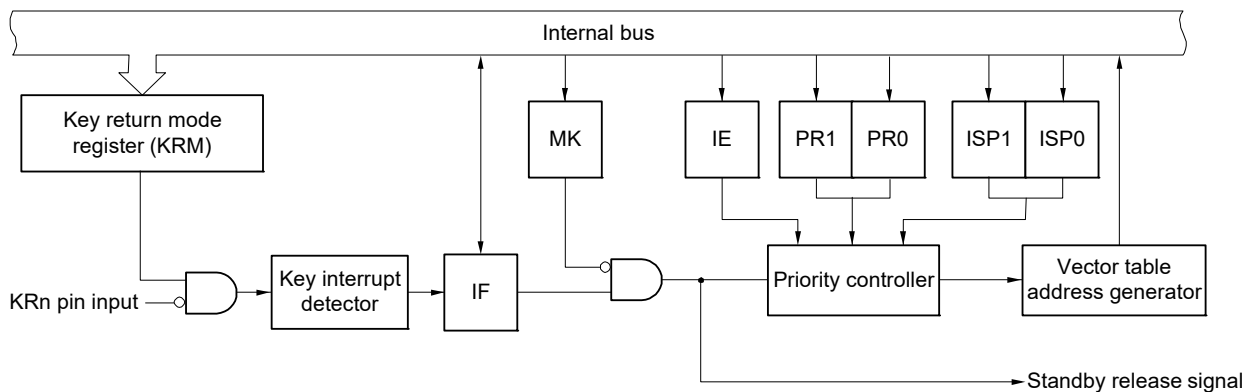 Internal bus
Key return mode
register (KRM)
MK
IE
PR1
PR0
ISP1
ISP0
KRn pin input
Key interrupt
detector
IF
Priority controller
Vector table
address generator
Standby release signal